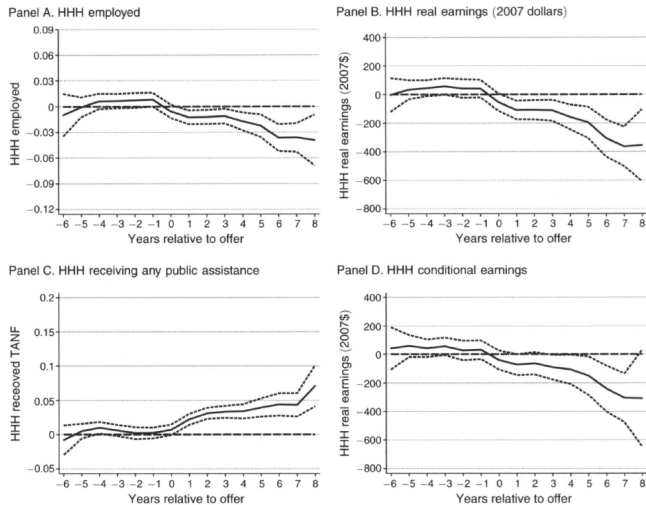 Panel A. HHH employed
HHH employed
0.09
0.06
0.03
0
−0.03
−0.06
−0.09
−0.12
−6 −5 −4 −3 −2 −1 0 1 2 3 4 5 6 7 8
Years relative to offer
Panel B. HHH real earnings (2007 dollars)
HHH real earnings (2007$)
400
200
0
−200
−400
−600
−800
−6 −5 −4 −3 −2 −1 0 1 2 3 4 5 6 7 8
Years relative to offer
Panel C. HHH receiving any public assistance
HHH receoved TANF
0.2
0.15
0.1
0.05
0
−0.05
−6 −5 −4 −3 −2 −1 0 1 2 3 4 5 6 7 8
Years relative to offer
Panel D. HHH conditional earnings
HHH real earnings (2007$)
400
200
0
−200
−400
−600
−800
−6 −5 −4 −3 −2 −1 0 1 2 3 4 5 6 7 8
Years relative to offer